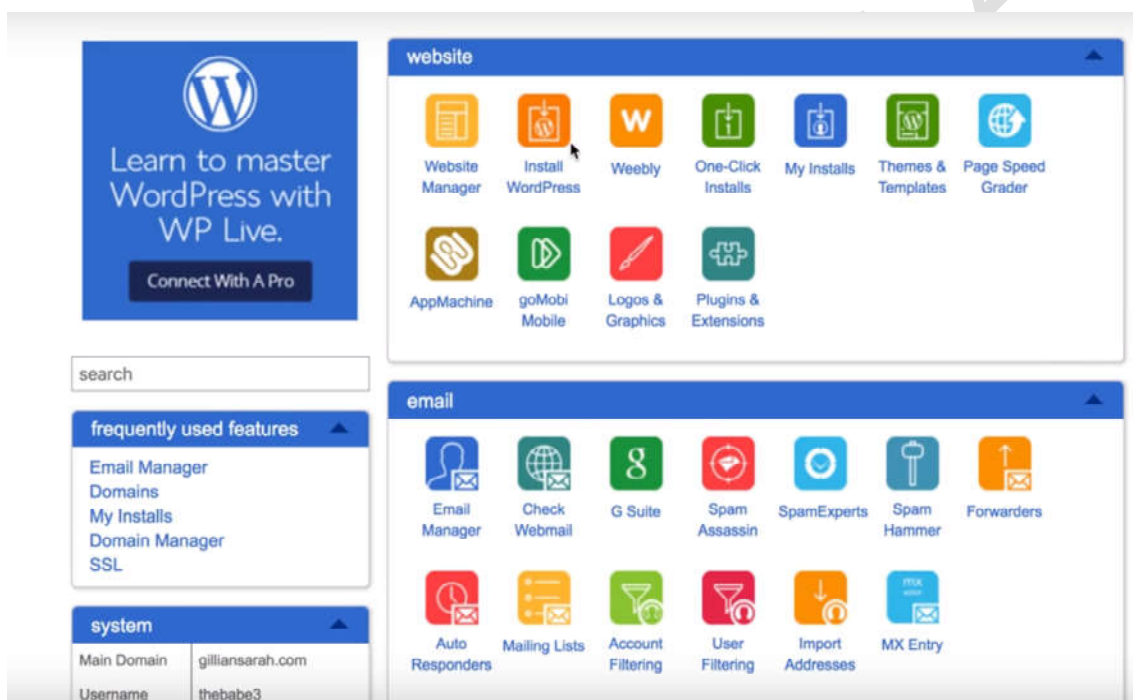 Learn to master
WordPress with
WP Live.
Connect With A Pro
search
frequently used features
Email Manager
Domains
My Installs
Domain Manager
SSL
system
Main Domain gilliansarah.com
Username thebabe3
website
Website Manager
Install WordPress
Weebly
One-Click Installs
My Installs
Themes & Templates
Page Speed Grader
AppMachine
goMobi Mobile
Logos & Graphics
Plugins & Extensions
email
Email Manager
Check Webmail
G Suite
Spam Assassin
SpamExperts
Spam Hammer
Forwarders
Auto Responders
Mailing Lists
Account Filtering
User Filtering
Import Addresses
MX Entry